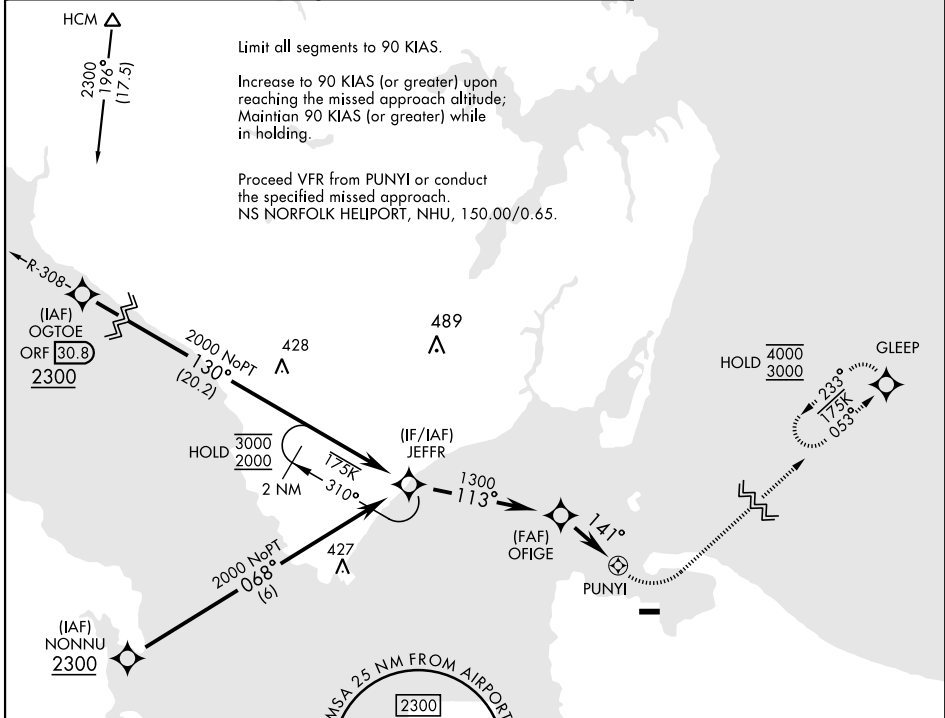 HCM
2300
196°
(17.5)
Limit all segments to 90 KIAS.
Increase to 90 KIAS (or greater) upon
reaching the missed approach altitude;
Maintian 90 KIAS (or greater) while
in holding.
Proceed VFR from PUNYI or conduct
the specified missed approach.
NS NORFOLK HELIPORT, NHU, 150.00/0.65.
R-308
(IAF)
OGTOE
ORF 30.8
2300
2000 NoPT
130°
(20.2)
428
489
HOLD 4000
3000
GLEEP
233°
175K
053°
HOLD 3000
2000
2 NM
175K
310°
(IF/IAF)
JEFFR
1300
113°
(FAF)
OFIGE
141°
PUNYI
427
2000 NoPT
068°
(6)
(IAF)
NONNU
2300
MSA 25 NM FROM AIRPORT
2300